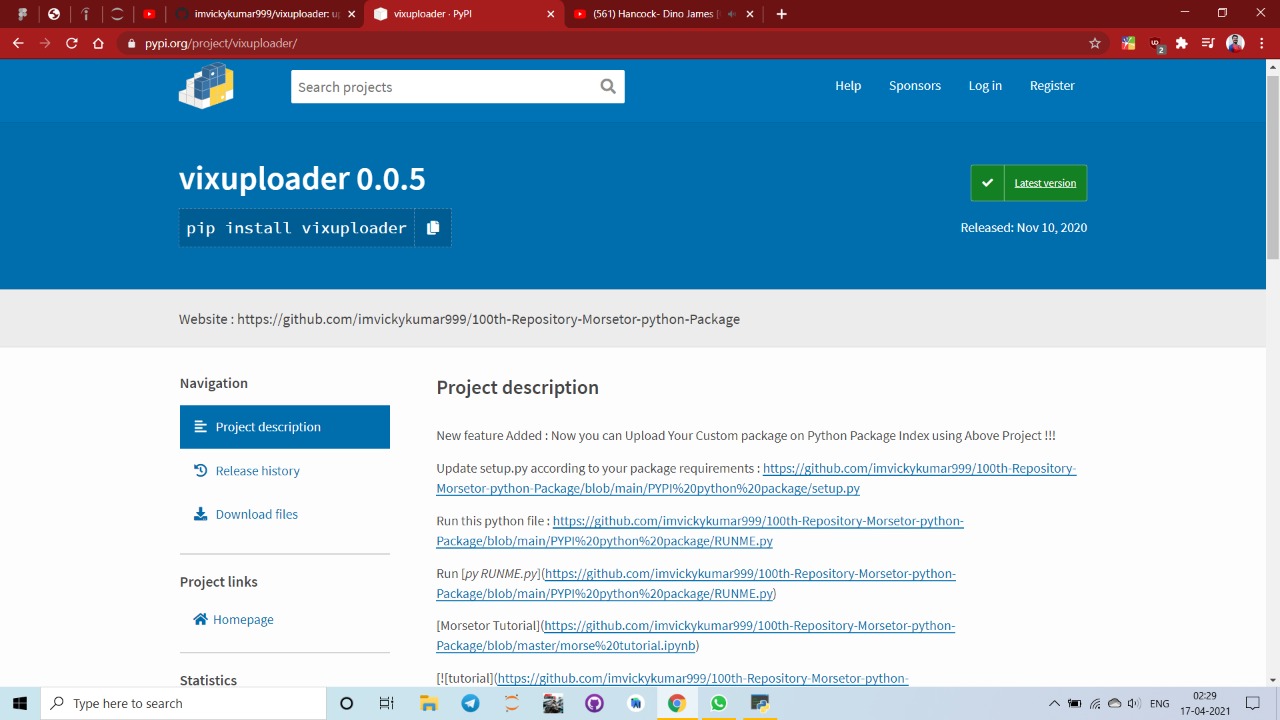 imvickykumar999/vixuploader: u
vixuploader · PyPI
(561) Hancock- Dino James [
pypi.org/project/vixuploader/
2
Search projects
Help
Sponsors
Log in
Register
vixuploader 0.0.5
Latest version
pip install vixuploader
Released: Nov 10, 2020
Website : https://github.com/imvickykumar999/100th-Repository-Morsetor-python-Package
Navigation
Project description
Release history
Download files
Project links
Homepage
Statistics
Project description
New feature Added : Now you can Upload Your Custom package on Python Package Index using Above Project !!!
Update setup.py according to your package requirements : https://github.com/imvickykumar999/100th-Repository-
Morsetor-python-Package/blob/main/PYPI%20python%20package/setup.py
Run this python file : https://github.com/imvickykumar999/100th-Repository-Morsetor-python-
Package/blob/main/PYPI%20python%20package/RUNME.py
Run [py RUNME.py](https://github.com/imvickykumar999/100th-Repository-Morsetor-python-
Package/blob/main/PYPI%20python%20package/RUNME.py)
[Morsetor Tutorial](https://github.com/imvickykumar999/100th-Repository-Morsetor-python-
Package/blob/master/morse%20tutorial.ipynb)
[![tutorial](https://github.com/imvickykumar999/100th-Repository-Morsetor-python-
Type here to search
02:29
17-04-2021